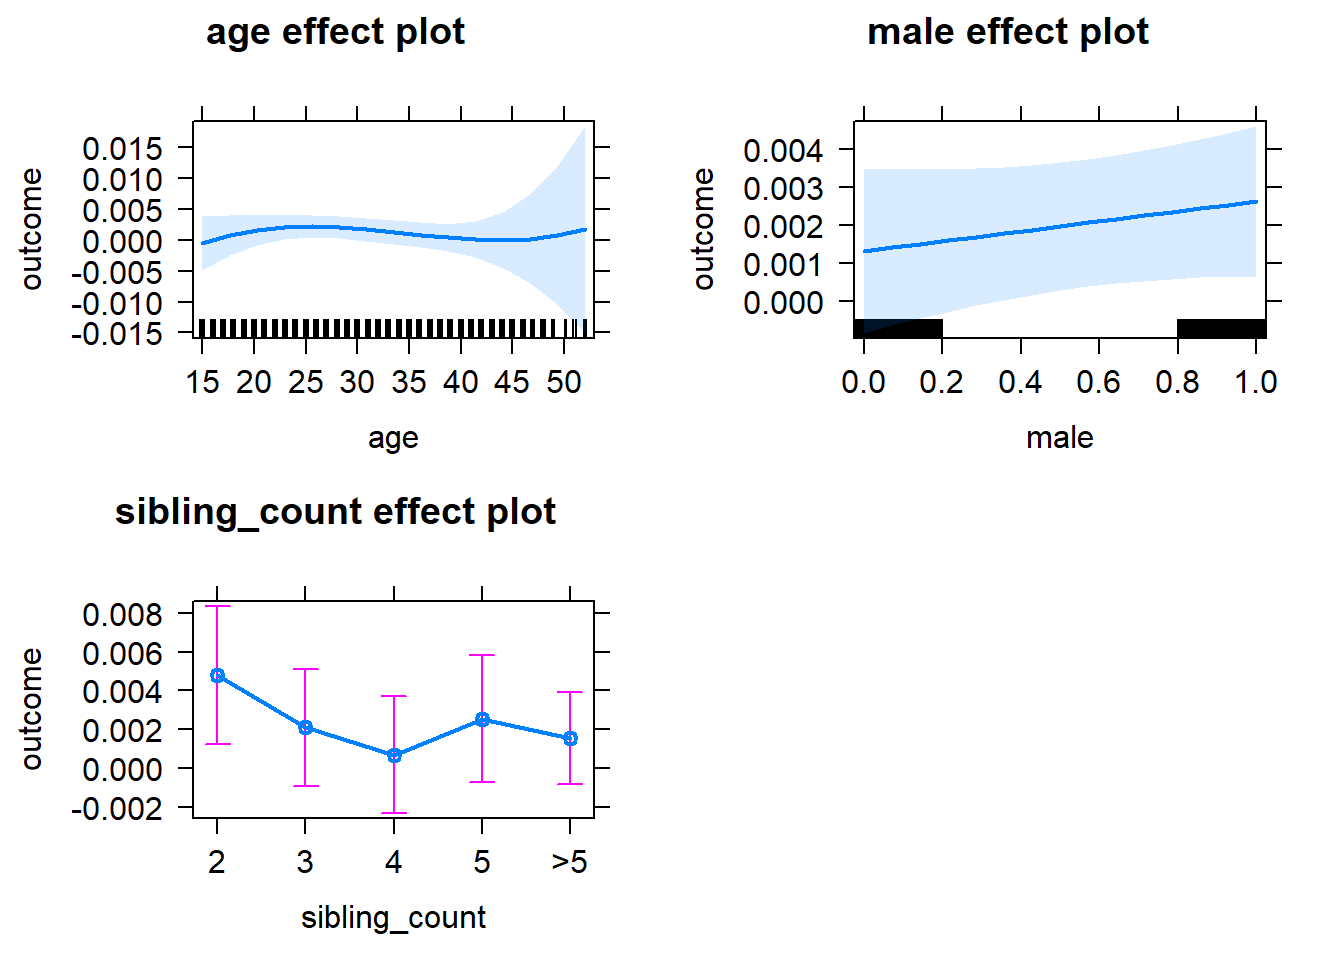 age effect plot
outcome
0.015
0.010
0.005
0.000
-0.005
-0.010
-0.015
15 20 25 30 35 40 45 50
age
male effect plot
outcome
0.004
0.003
0.002
0.001
0.000
0.0 0.2 0.4 0.6 0.8 1.0
male
sibling_count effect plot
outcome
0.008
0.006
0.004
0.002
0.000
-0.002
2 3 4 5 >5
sibling_count